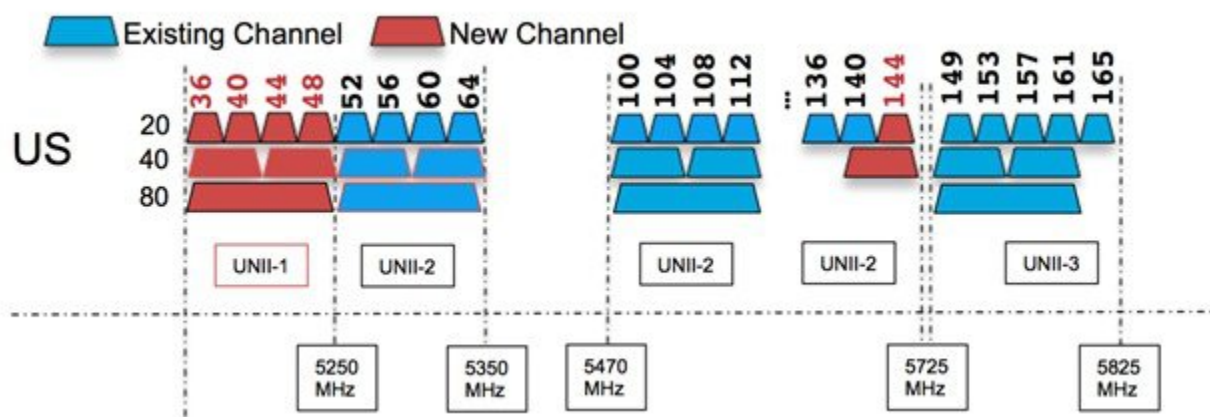 Existing Channel New Channel
36 40 44 48 52 56 60 64 100 104 108 112 ... 136 140 144 149 153 157 161 165
US
20
40
80
UNII-1 UNII-2 UNII-2 UNII-2 UNII-3
5250 MHz
5350 MHz
5470 MHz
5725 MHz
5825 MHz